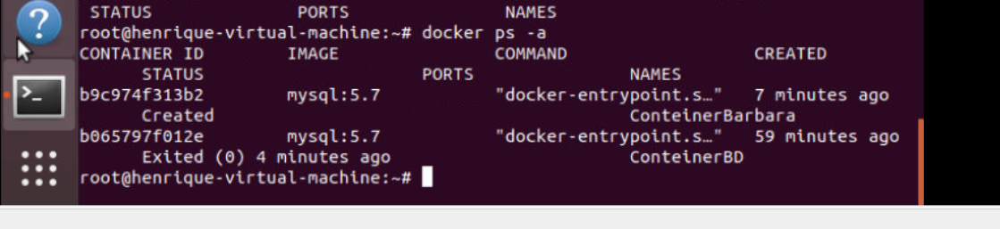 STATUS PORTS NAMES
root@henrique-virtual-machine:~# docker ps -a
CONTAINER ID IMAGE COMMAND CREATED
STATUS PORTS NAMES
b9c974f313b2 mysql:5.7 "docker-entrypoint.s…" 7 minutes ago
Created ConteinerBarbara
b065797f012e mysql:5.7 "docker-entrypoint.s…" 59 minutes ago
Exited (0) 4 minutes ago ConteinerBD
root@henrique-virtual-machine:~#